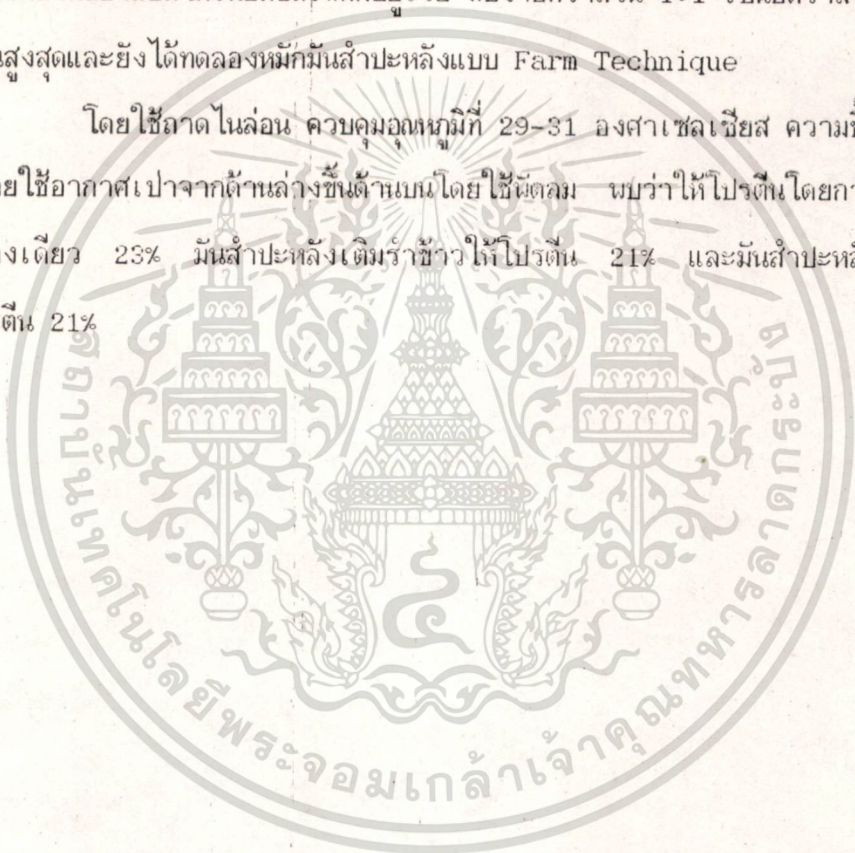 นสูงสุดและยังได้ทดลองหมักมันสำปะหลังแบบ Farm Technique
โดยใช้ถาดไนล่อน ควบคุมอุณหภูมิที่ 29-31 องศาเซลเซียส ความชื้
ยใช้อากาศเป่าจากด้านล่างขึ้นด้านบนโดยใช้พัดลม พบว่าให้โปรตีนโดยกา
งเดียว 23% มันสำปะหลังเติมรำข้าวให้โปรตีน 21% และมันสำปะหลั
ตีน 21%
สถาบันเทคโนโลยีพระจอมเกล้าเจ้าคุณทหารลาดกระบัง